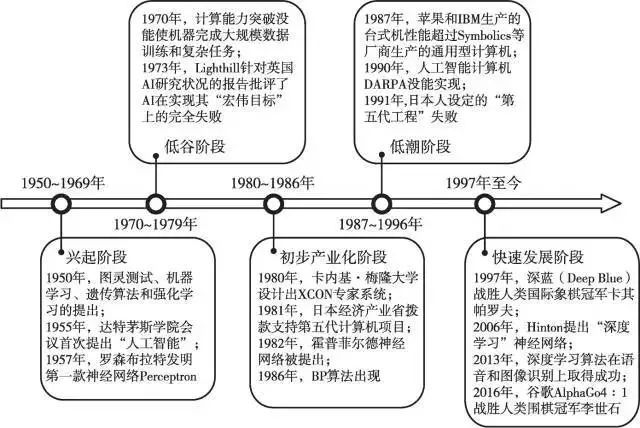 1970年，计算能力突破没
能使机器完成大规模数据
训练和复杂任务；
1973年，Lighthill针对英国
AI研究状况的报告批评了
AI在实现其“宏伟目标”
上的完全失败
低谷阶段
1987年，苹果和IBM生产的
台式机性能超过Symbolics等
厂商生产的通用型计算机；
1990年，人工智能计算机
DARPA没能实现；
1991年，日本人设定的“第
五代工程”失败
低潮阶段
1950~1969年
1970~1979年
1980~1986年
1987~1996年
1997年至今
兴起阶段
1950年，图灵测试、机器
学习、遗传算法和强化学
习的提出；
1955年，达特茅斯学院会
议首次提出“人工智能”；
1957年，罗森布拉特发明
第一款神经网络Perceptron
初步产业化阶段
1980年，卡内基·梅隆大学
设计出XCON专家系统；
1981年，日本经济产业省拨
款支持第五代计算机项目；
1982年，霍普菲尔德神经
网络被提出；
1986年，BP算法出现
快速发展阶段
1997年，深蓝（Deep Blue）
战胜人类国际象棋冠军卡其
帕罗夫；
2006年，Hinton提出“深度
学习”神经网络；
2013年，深度学习算法在语
音和图像识别上取得成功；
2016年，谷歌AlphaGo4：1
战胜人类围棋冠军李世石